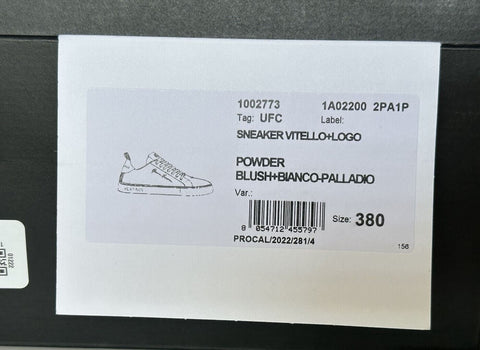 1002773 1A02200 2PA1P
Tag: UFC Label:
SNEAKER VITELLO+LOGO
POWDER
BLUSH+BIANCO-PALLADIO
Var.:
Size: 380
8 054712 455797
PROCAL/2022/281/4
156